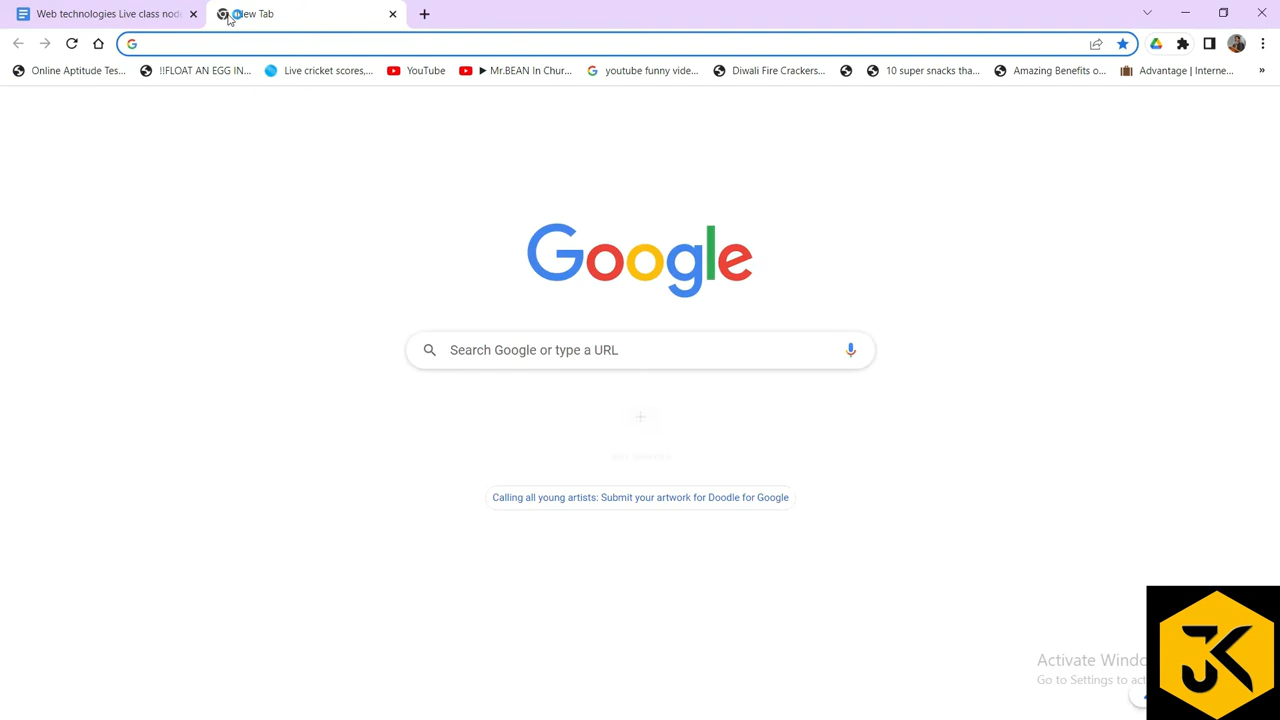 Web technologies Live class node
New Tab
Online Aptitude Tes...
!!FLOAT AN EGG IN...
Live cricket scores,...
YouTube
▶ Mr.BEAN In Chur...
youtube funny vide...
Diwali Fire Crackers...
10 super snacks tha...
Amazing Benefits o...
Advantage | Interne...
»
Google
Search Google or type a URL
Calling all young artists: Submit your artwork for Doodle for Google
Activate Windo
Go to Settings to act
JK